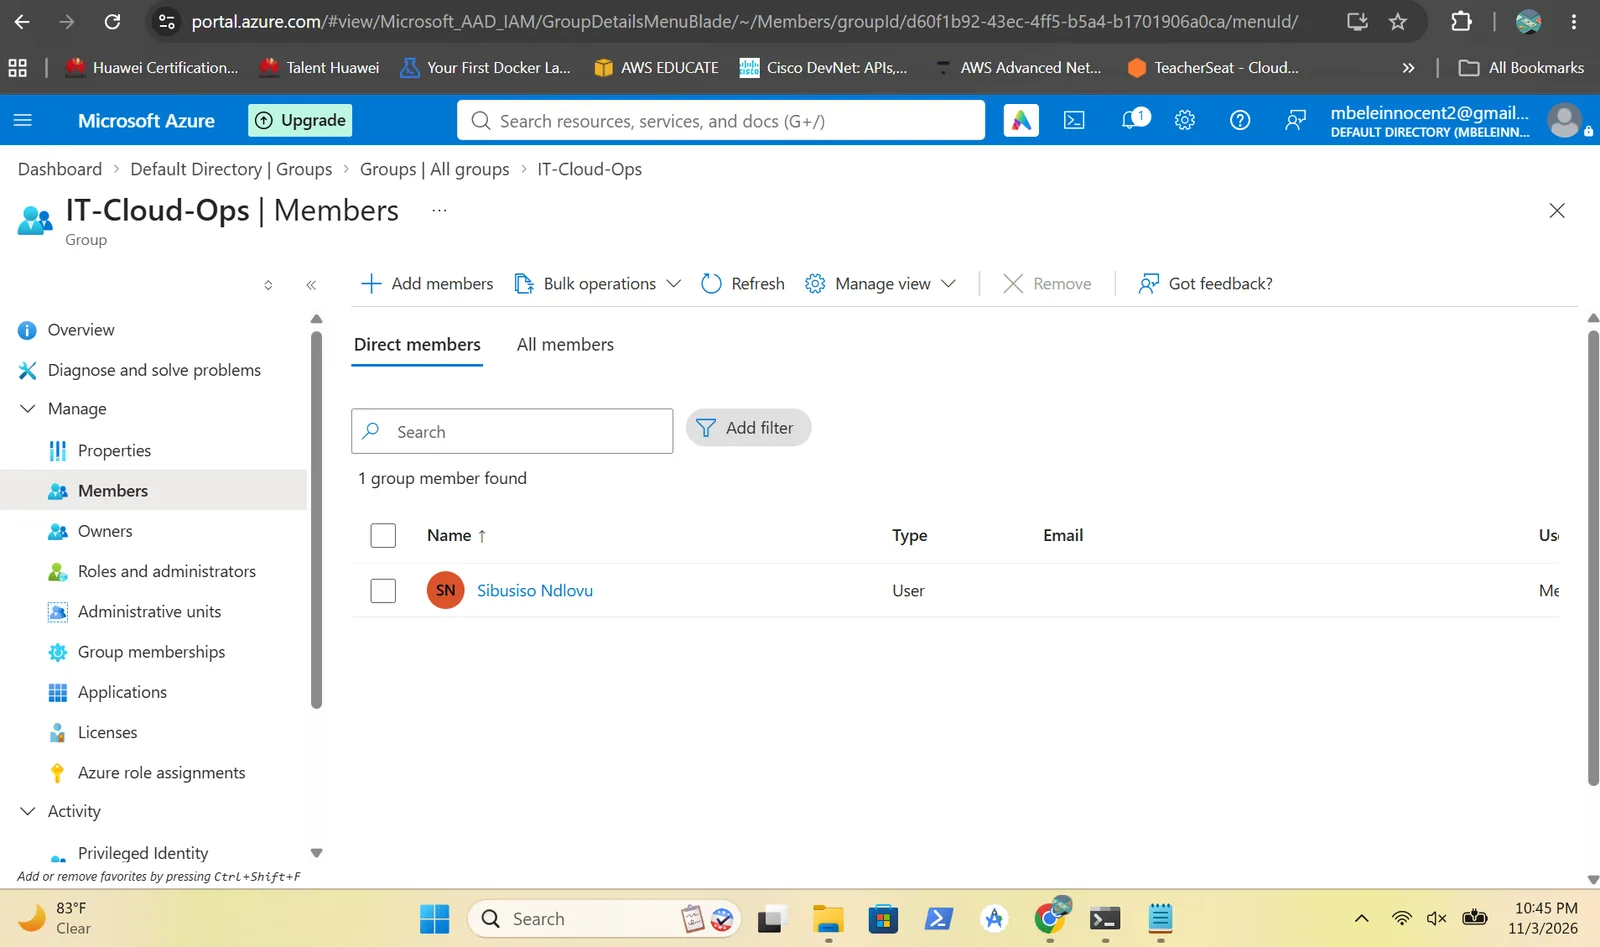 portal.azure.com/#view/Microsoft_AAD_IAM/GroupDetailsMenuBlade/~/Members/groupId/d60f1b92-43ec-4ff5-b5a4-b1701906a0ca/menuId/
Huawei Certification...
Talent Huawei
Your First Docker La...
AWS EDUCATE
Cisco DevNet: APIs,...
AWS Advanced Net...
TeacherSeat - Cloud...
All Bookmarks
Microsoft Azure
Upgrade
Search resources, services, and docs (G+/)
1
mbeleinnocent2@gmail...
DEFAULT DIRECTORY (MBELEINN...
Dashboard > Default Directory | Groups > Groups | All groups > IT-Cloud-Ops
IT-Cloud-Ops | Members ...
Group
Add members
Bulk operations
Refresh
Manage view
Remove
Got feedback?
Overview
Diagnose and solve problems
Manage
Properties
Members
Owners
Roles and administrators
Administrative units
Group memberships
Applications
Licenses
Azure role assignments
Activity
Privileged Identity
Add or remove favorites by pressing Ctrl+Shift+F
Direct members
All members
Search
Add filter
1 group member found
Name ↑
Type
Email
Us
SN
Sibusiso Ndlovu
User
Me
83°F
Clear
Search
10:45 PM
11/3/2026